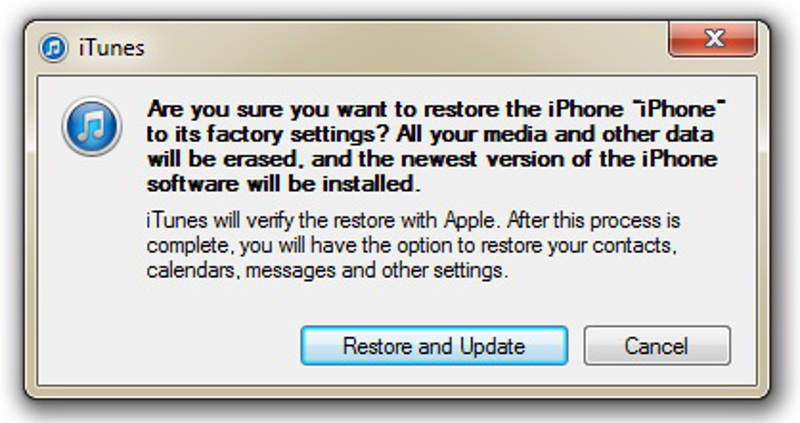 iTunes
Are you sure you want to restore the iPhone "iPhone"
to its factory settings? All your media and other data
will be erased, and the newest version of the iPhone
software will be installed.
iTunes will verify the restore with Apple. After this process is
complete, you will have the option to restore your contacts,
calendars, messages and other settings.
Restore and Update
Cancel